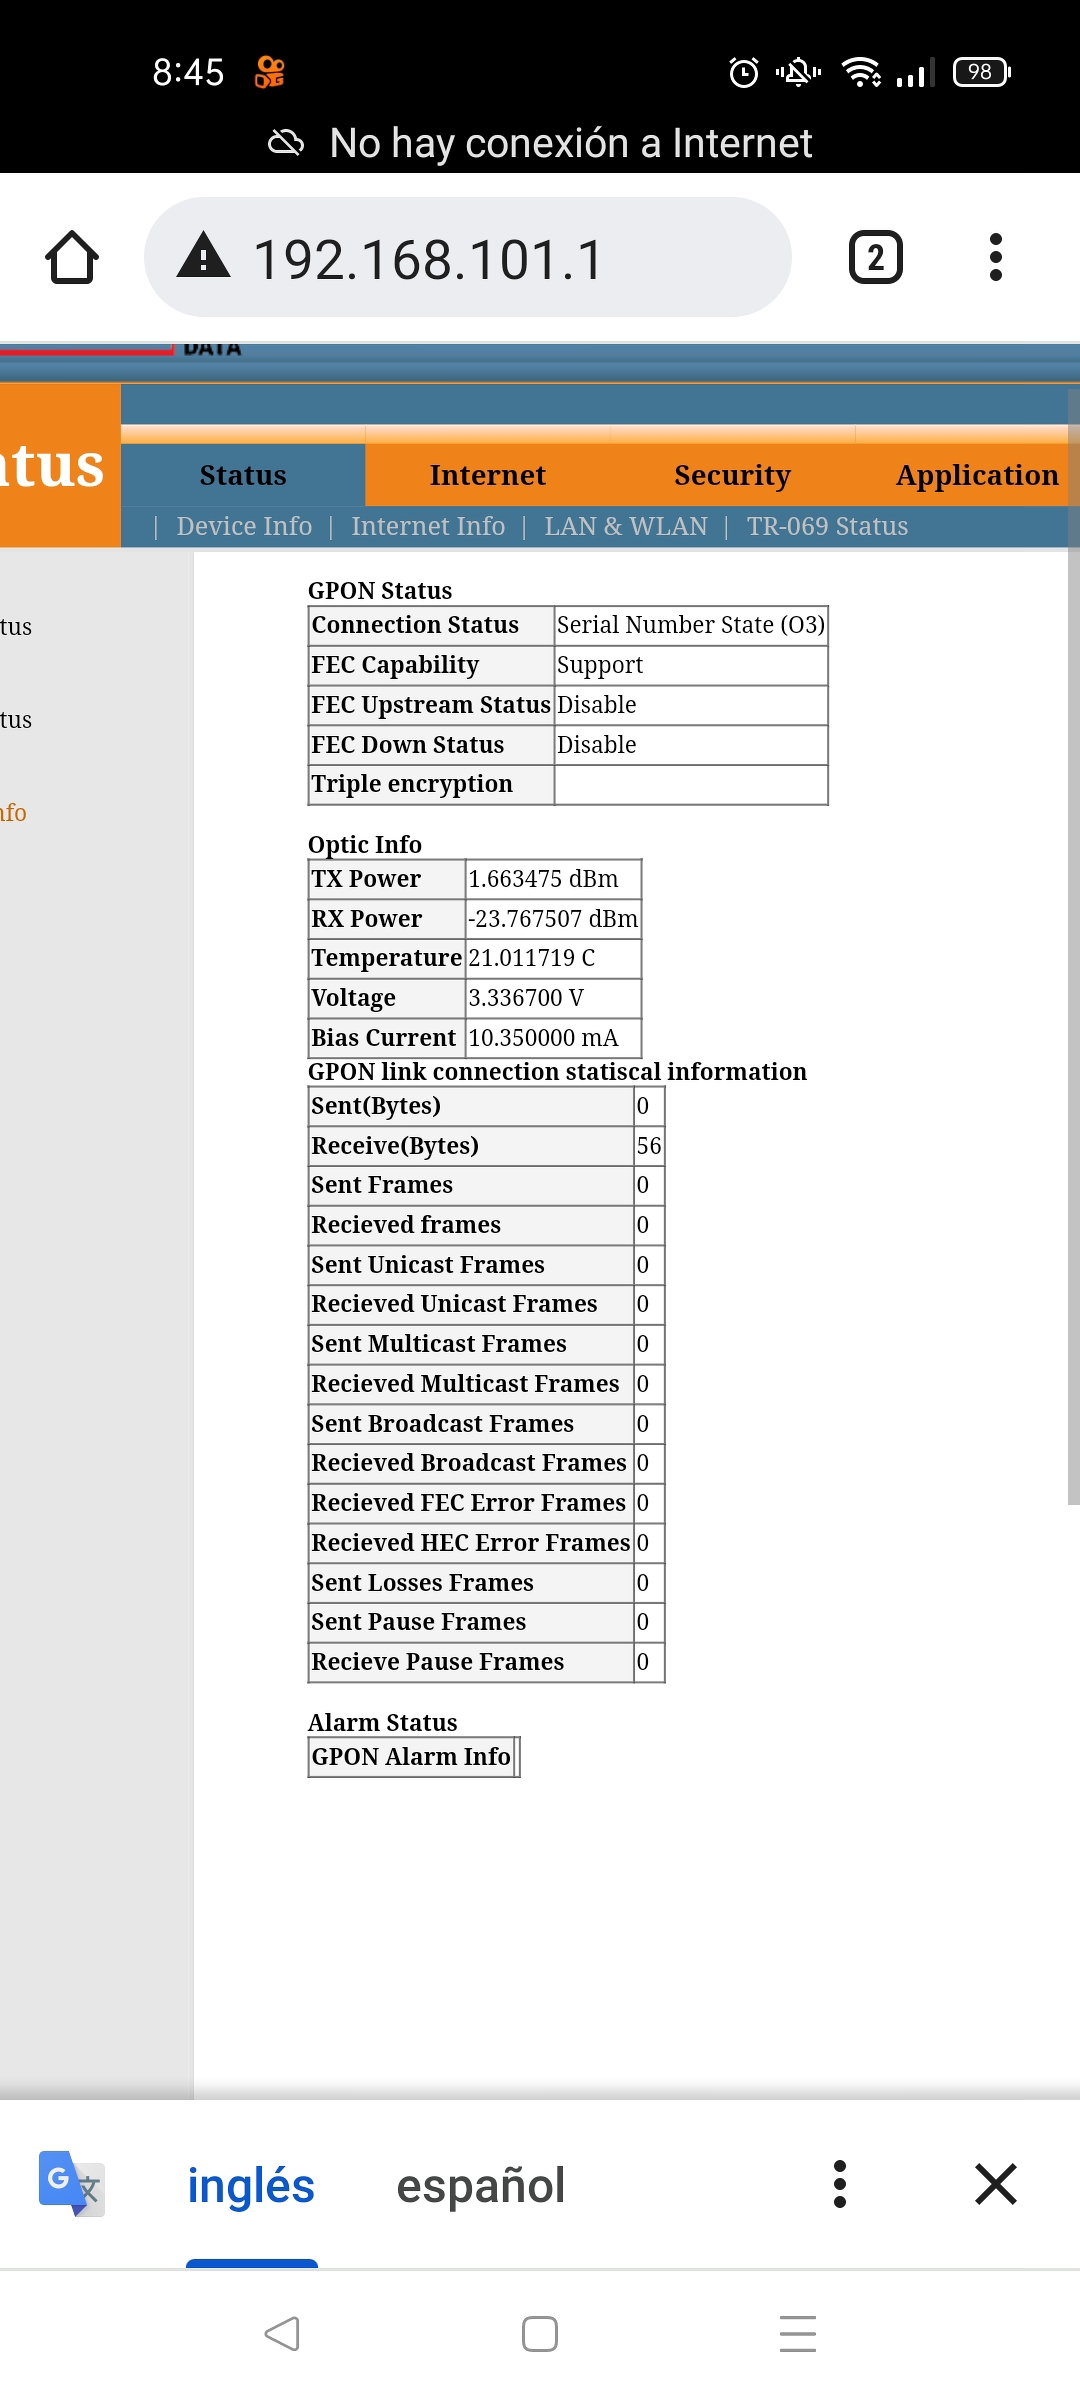 8:45
98
No hay conexión a Internet
192.168.101.1
2
DATA
atus
Status
Internet
Security
Application
| Device Info | Internet Info | LAN & WLAN | TR-069 Status
tus
tus
nfo
GPON Status
Connection Status Serial Number State (O3)
FEC Capability Support
FEC Upstream Status Disable
FEC Down Status Disable
Triple encryption
Optic Info
TX Power 1.663475 dBm
RX Power -23.767507 dBm
Temperature 21.011719 C
Voltage 3.336700 V
Bias Current 10.350000 mA
GPON link connection statiscal information
Sent(Bytes) 0
Receive(Bytes) 56
Sent Frames 0
Recieved frames 0
Sent Unicast Frames 0
Recieved Unicast Frames 0
Sent Multicast Frames 0
Recieved Multicast Frames 0
Sent Broadcast Frames 0
Recieved Broadcast Frames 0
Recieved FEC Error Frames 0
Recieved HEC Error Frames 0
Sent Losses Frames 0
Sent Pause Frames 0
Recieve Pause Frames 0
Alarm Status
GPON Alarm Info
G 文
inglés español